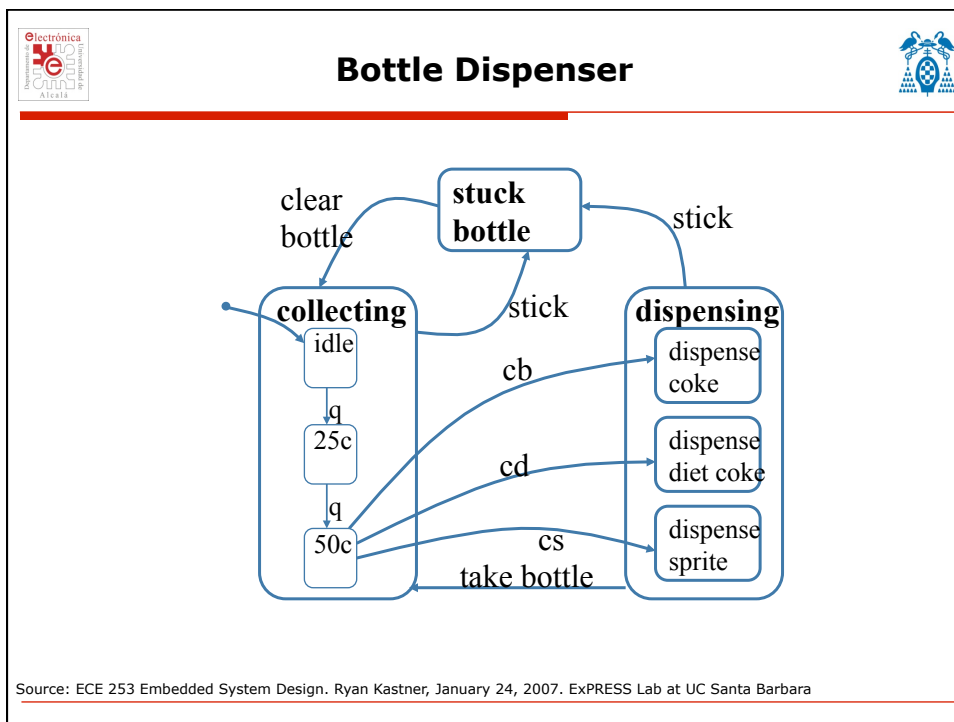 electrónica
Departamento de
Universidad de
Alcalá
Bottle Dispenser
clear
bottle
stuck
bottle
stick
collecting
stick
dispensing
idle
dispense
coke
cb
q
25c
dispense
diet coke
cd
q
50c
cs
dispense
sprite
take bottle
Source: ECE 253 Embedded System Design. Ryan Kastner, January 24, 2007. ExPRESS Lab at UC Santa Barbara